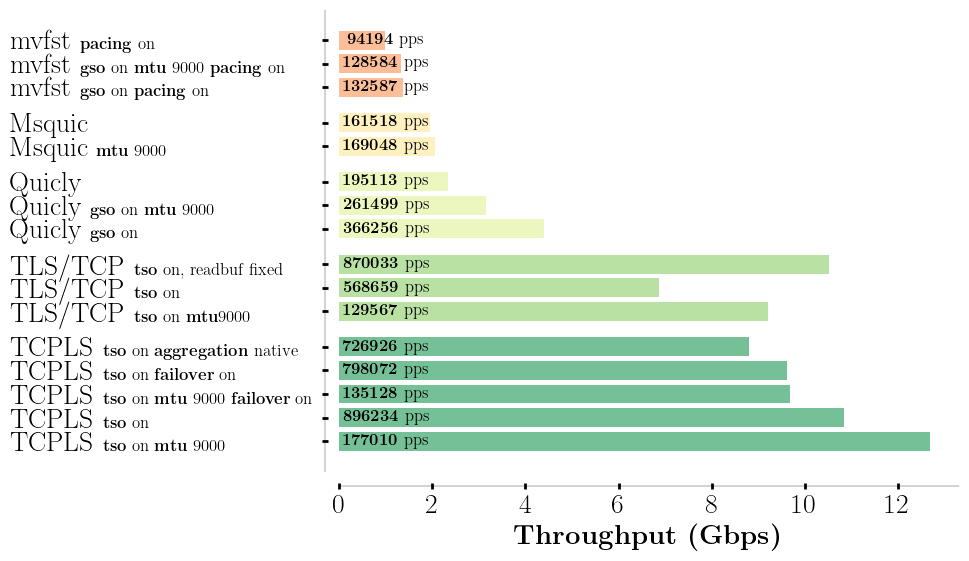 mvfst pacing on 94194 pps
mvfst gso on mtu 9000 pacing on 128584 pps
mvfst gso on pacing on 132587 pps
Msquic 161518 pps
Msquic mtu 9000 169048 pps
Quicly 195113 pps
Quicly gso on mtu 9000 261499 pps
Quicly gso on 366256 pps
TLS/TCP tso on, readbuf fixed 870033 pps
TLS/TCP tso on 568659 pps
TLS/TCP tso on mtu9000 129567 pps
TCPLS tso on aggregation native 726926 pps
TCPLS tso on failover on 798072 pps
TCPLS tso on mtu 9000 failover on 135128 pps
TCPLS tso on 896234 pps
TCPLS tso on mtu 9000 177010 pps
0 2 4 6 8 10 12
Throughput (Gbps)